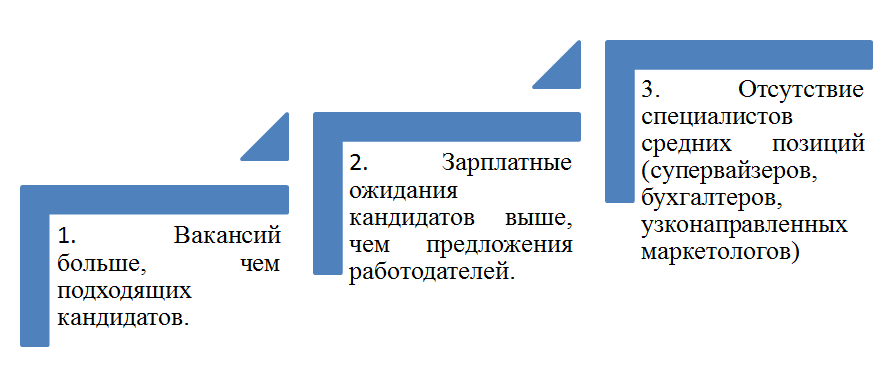 1. Вакансий
больше, чем
подходящих
кандидатов.
2. Зарплатные
ожидания
кандидатов выше,
чем предложения
работодателей.
3. Отсутствие
специалистов
средних позиций
(супервайзеров,
бухгалтеров,
узконаправленных
маркетологов)